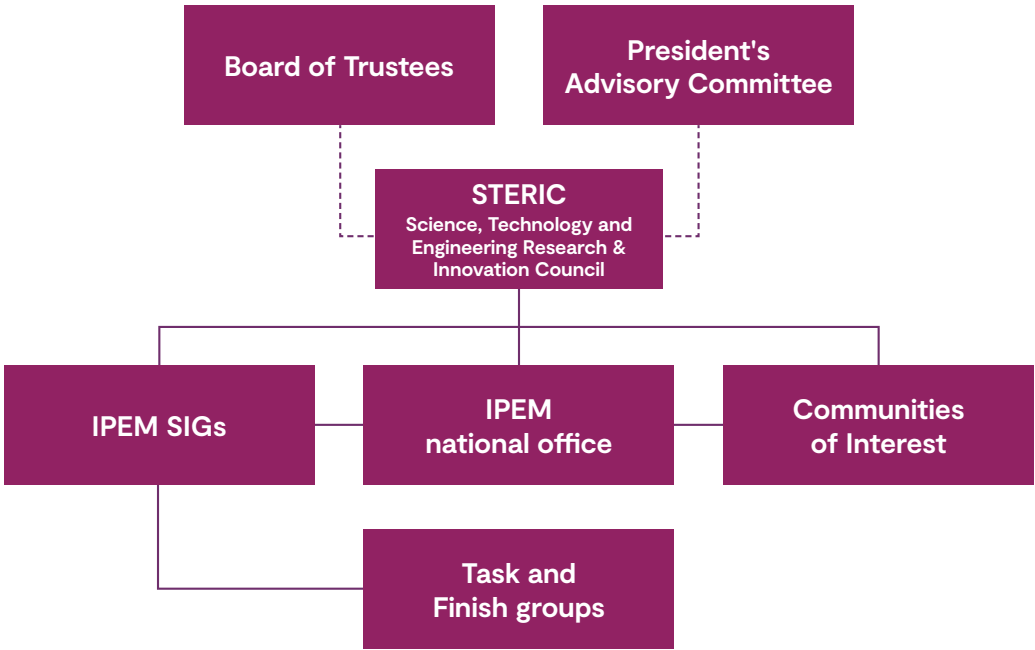 Board of Trustees
President's
Advisory Committee
STERIC
Science, Technology and
Engineering Research &
Innovation Council
IPEM SIGs
IPEM
national office
Communities
of Interest
Task and
Finish groups